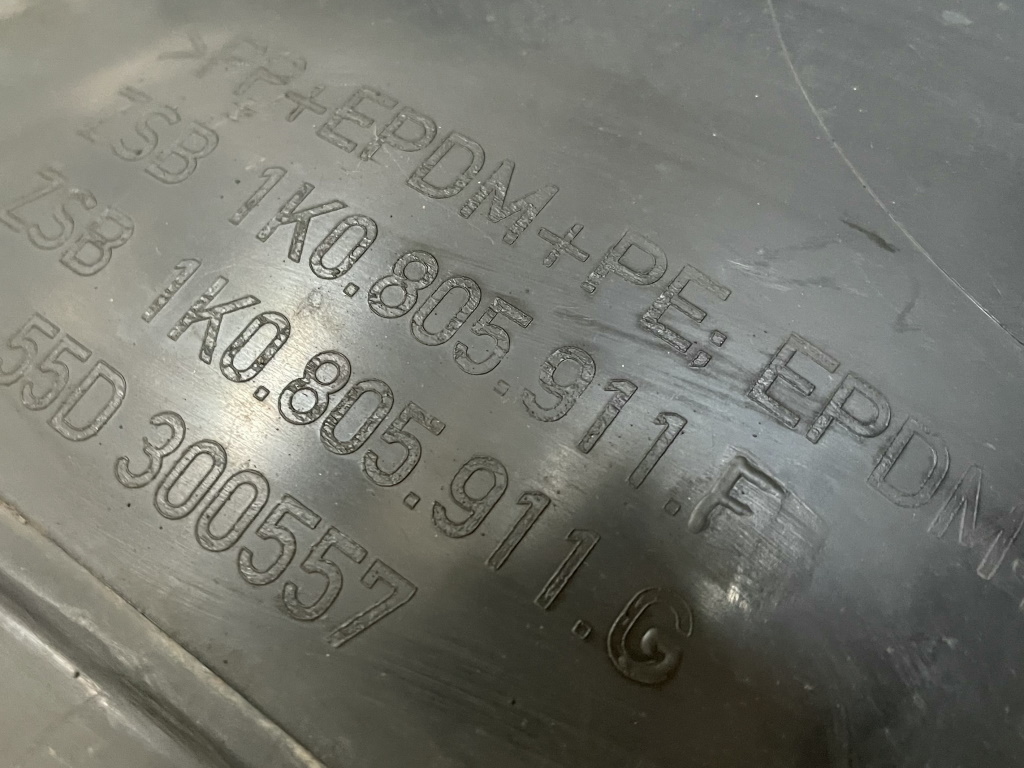 >PP+EPDM+PE; EPDM
ZSB 1K0.805.911.F
ZSB 1K0.805.911.G
55D 300557